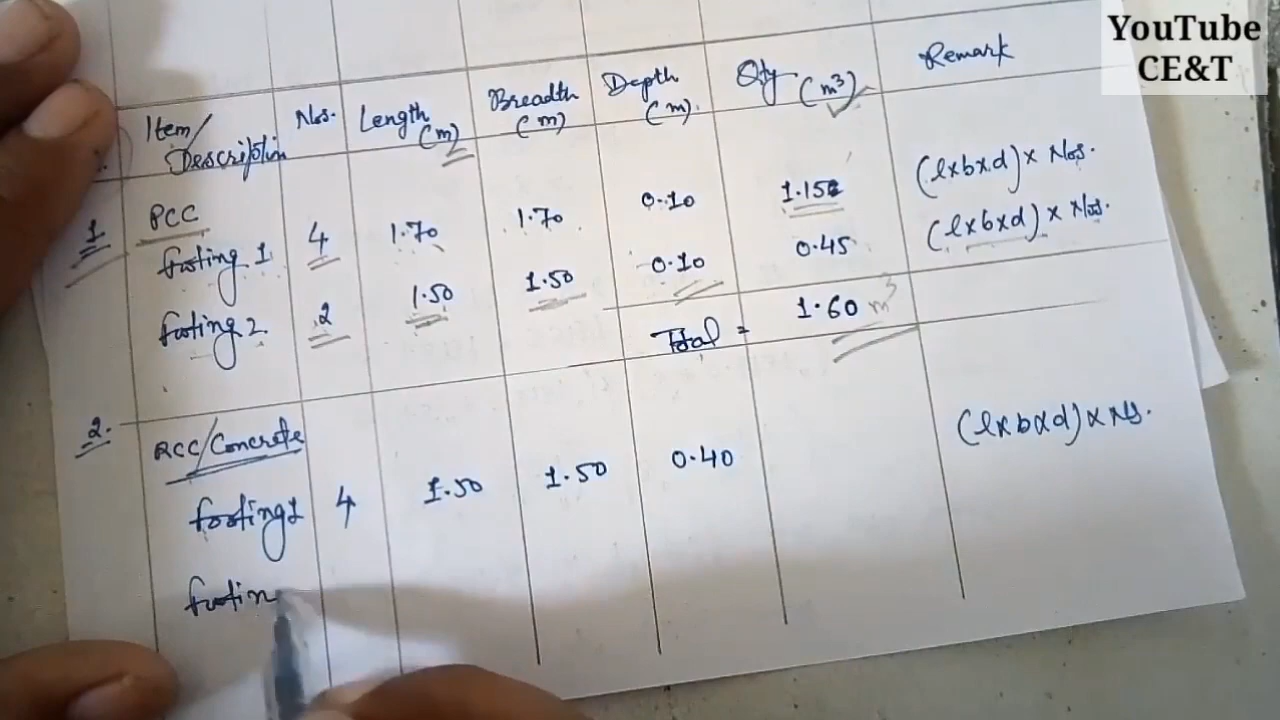 YouTube
CE&T
Item/ Nos. Length Breadth Depth Qty (m³) Remark
Description (m) (m) (m)
1 PCC
footing 1 4 1.70 1.70 0.10 1.156 (l×b×d) × Nos.
footing 2 2 1.50 1.50 0.10 0.45 (l×b×d) × Nos.
Total = 1.60 m³
2. RCC/Concrete
footing 1 4 1.50 1.50 0.40 (l×b×d) × Nos.
footin